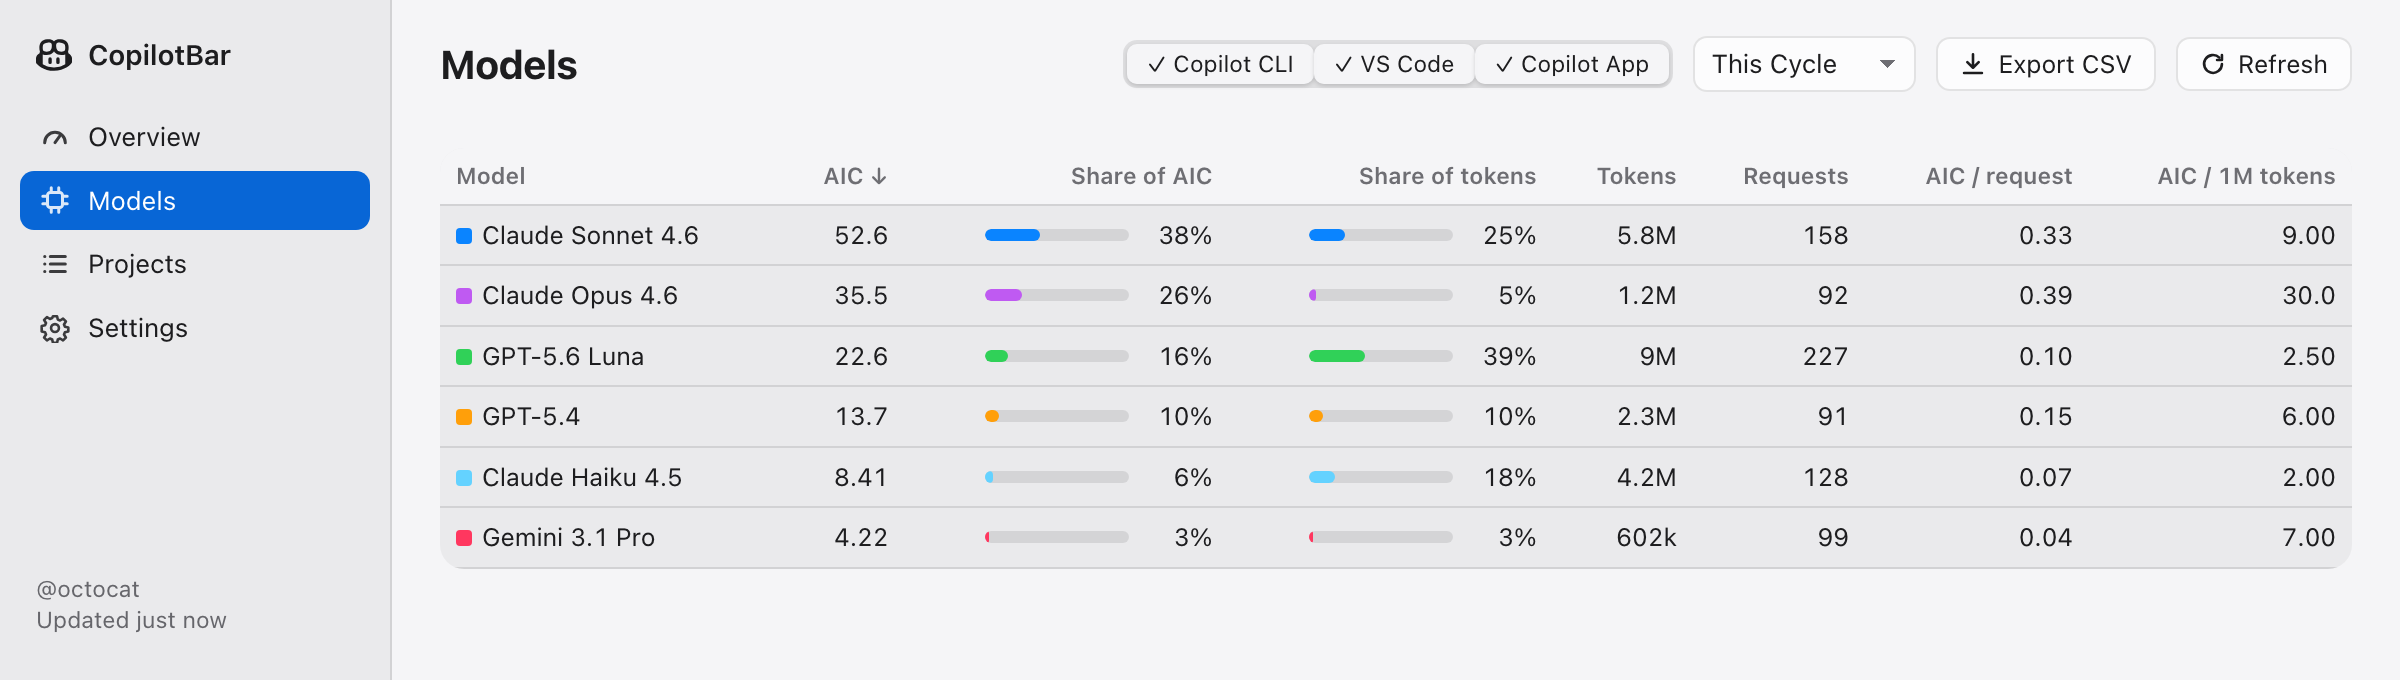 CopilotBar
Overview
Models
Projects
Settings
@octocat
Updated just now
Models
✓ Copilot CLI ✓ VS Code ✓ Copilot App This Cycle Export CSV Refresh
Model AIC ↓ Share of AIC Share of tokens Tokens Requests AIC / request AIC / 1M tokens
Claude Sonnet 4.6 52.6 38% 25% 5.8M 158 0.33 9.00
Claude Opus 4.6 35.5 26% 5% 1.2M 92 0.39 30.0
GPT-5.6 Luna 22.6 16% 39% 9M 227 0.10 2.50
GPT-5.4 13.7 10% 10% 2.3M 91 0.15 6.00
Claude Haiku 4.5 8.41 6% 18% 4.2M 128 0.07 2.00
Gemini 3.1 Pro 4.22 3% 3% 602k 99 0.04 7.00